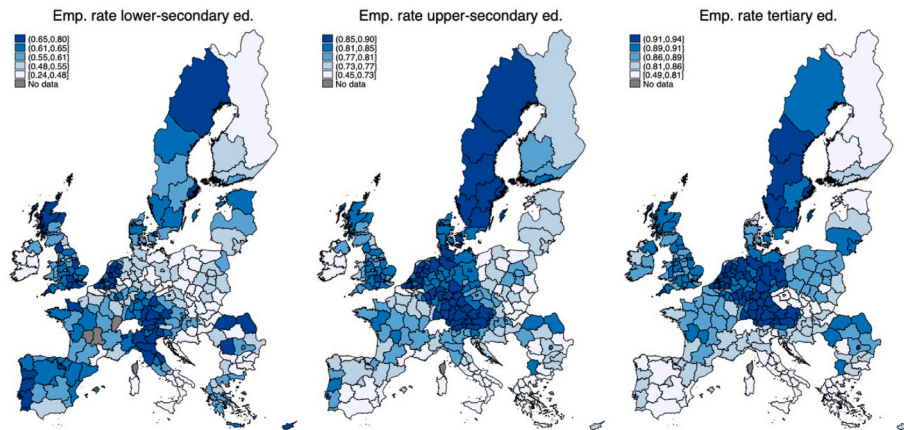 Emp. rate lower-secondary ed.
(0.65,0.80]
(0.61,0.65]
(0.55,0.61]
(0.48,0.55]
[0.24,0.48]
No data
Emp. rate upper-secondary ed.
(0.85,0.90]
(0.81,0.85]
(0.77,0.81]
(0.73,0.77]
[0.45,0.73]
No data
Emp. rate tertiary ed.
(0.91,0.94]
(0.89,0.91]
(0.86,0.89]
(0.81,0.86]
[0.49,0.81]
No data